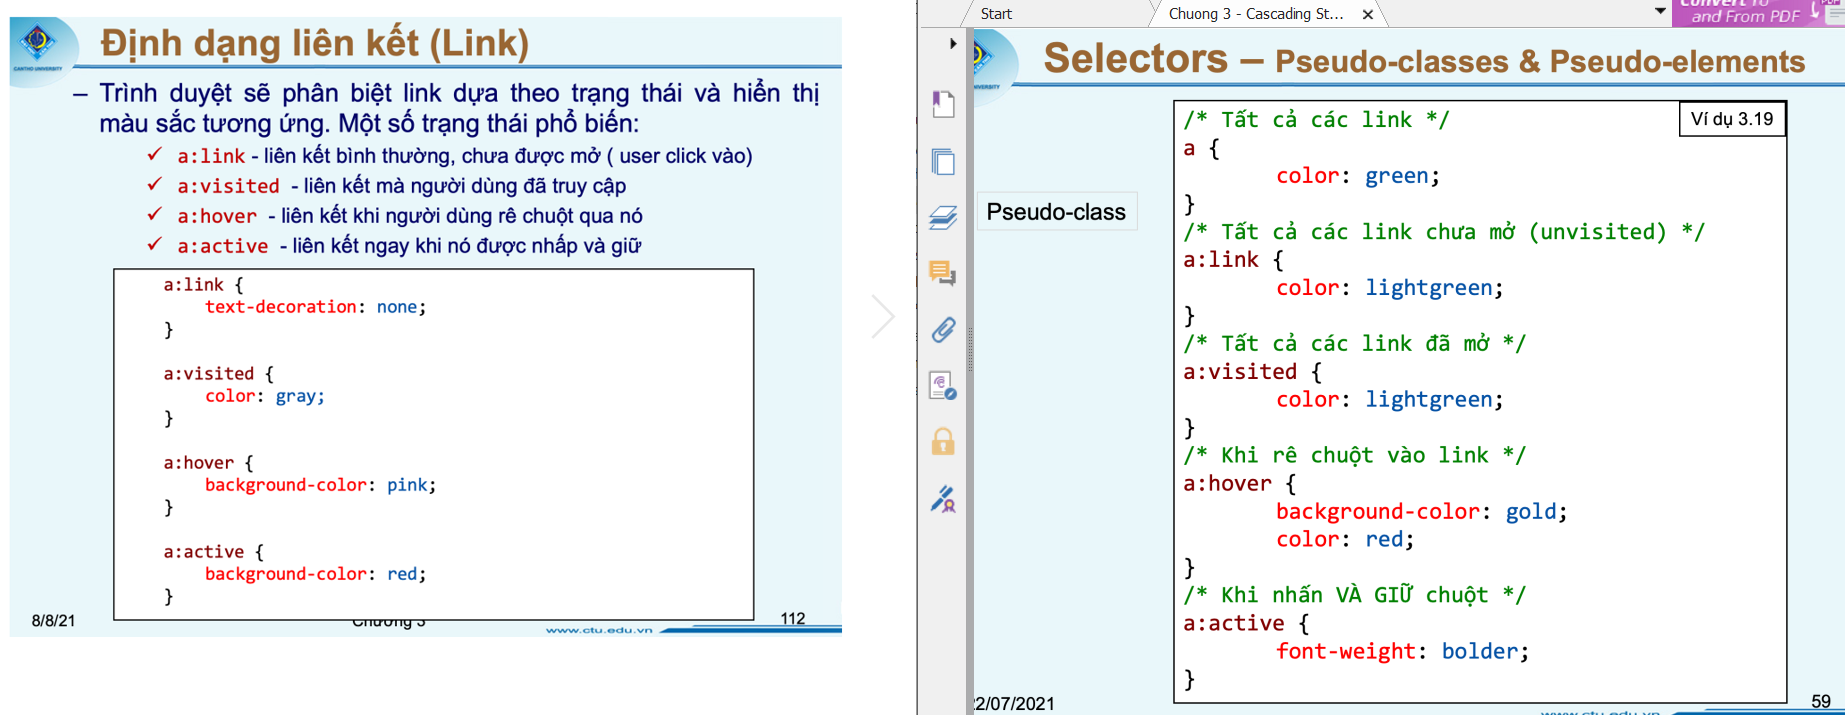 Định dạng liên kết (Link)
CANTHO UNIVERSITY
– Trình duyệt sẽ phân biệt link dựa theo trạng thái và hiển thị
màu sắc tương ứng. Một số trạng thái phổ biến:
✓ a:link - liên kết bình thường, chưa được mở ( user click vào)
✓ a:visited - liên kết mà người dùng đã truy cập
✓ a:hover - liên kết khi người dùng rê chuột qua nó
✓ a:active - liên kết ngay khi nó được nhấp và giữ
a:link {
text-decoration: none;
}
a:visited {
color: gray;
}
a:hover {
background-color: pink;
}
a:active {
background-color: red;
}
8/8/21
Chương 3
www.ctu.edu.vn
112
Start
Chuong 3 - Cascading St...
Convert To
and From PDF
PDF
Selectors – Pseudo-classes & Pseudo-elements
Ví dụ 3.19
Pseudo-class
/* Tất cả các link */
a {
color: green;
}
/* Tất cả các link chưa mở (unvisited) */
a:link {
color: lightgreen;
}
/* Tất cả các link đã mở */
a:visited {
color: lightgreen;
}
/* Khi rê chuột vào link */
a:hover {
background-color: gold;
color: red;
}
/* Khi nhấn VÀ GIỮ chuột */
a:active {
font-weight: bolder;
}
2/07/2021
www.ctu.edu.vn
59